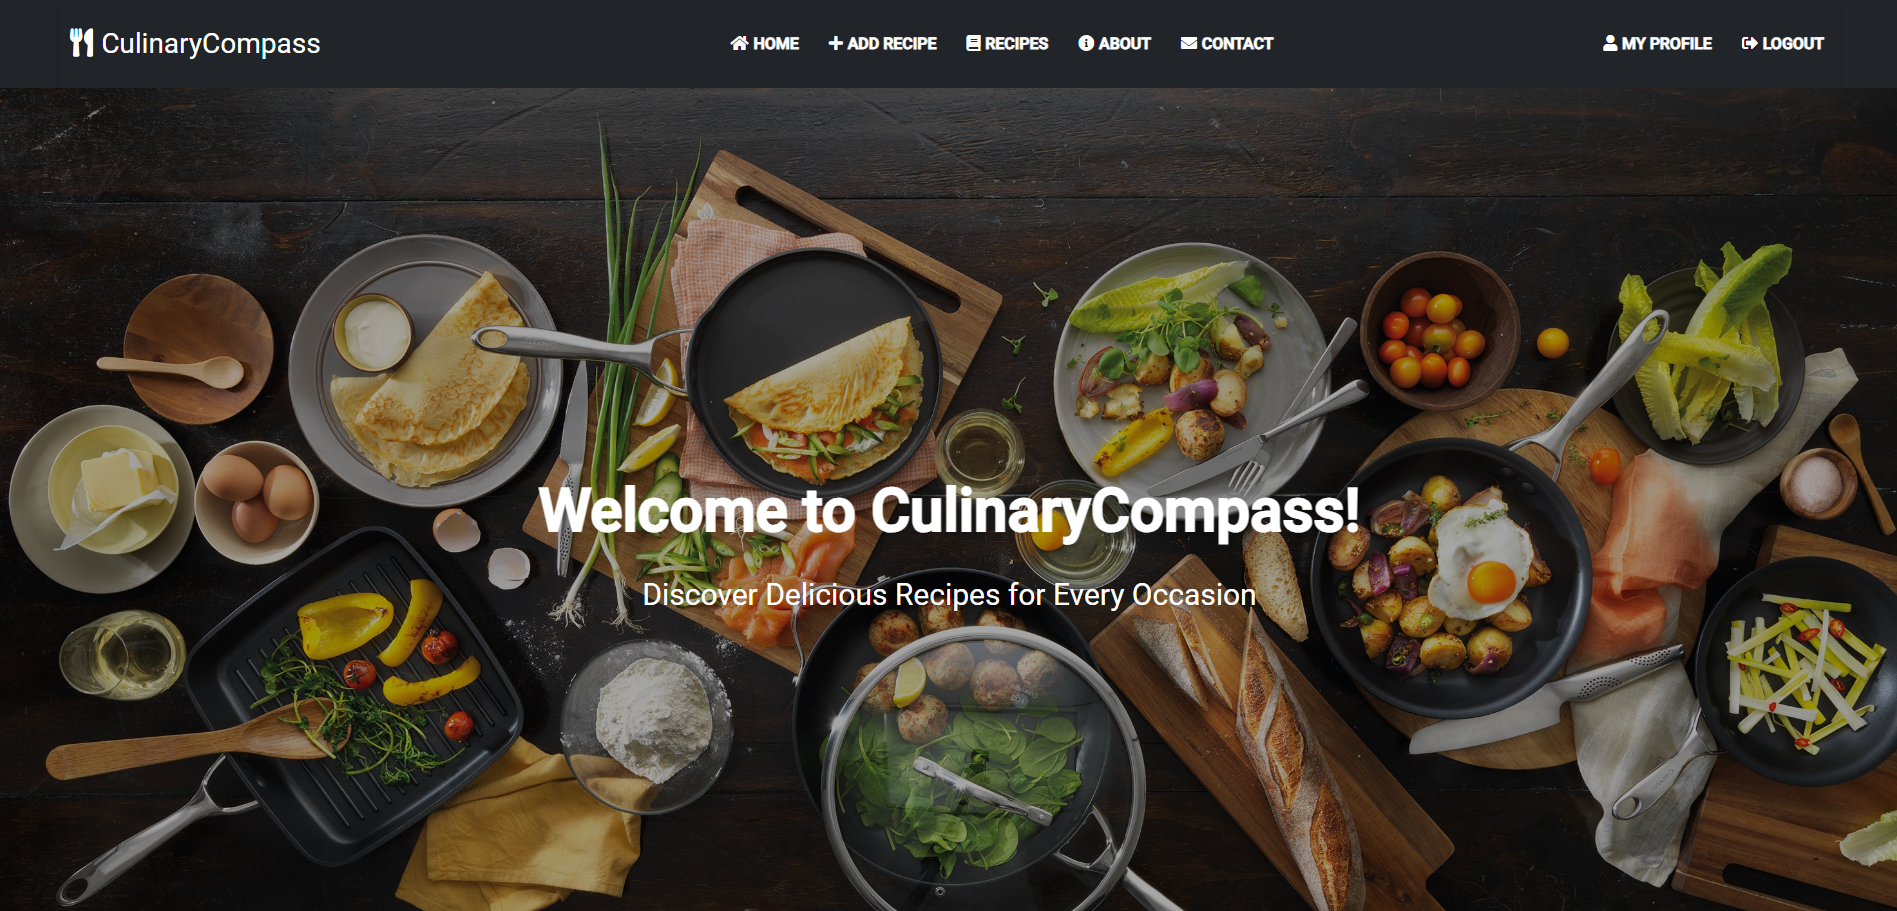 CulinaryCompass
HOME ADD RECIPE RECIPES ABOUT CONTACT
MY PROFILE LOGOUT
Welcome to CulinaryCompass!
Discover Delicious Recipes for Every Occasion